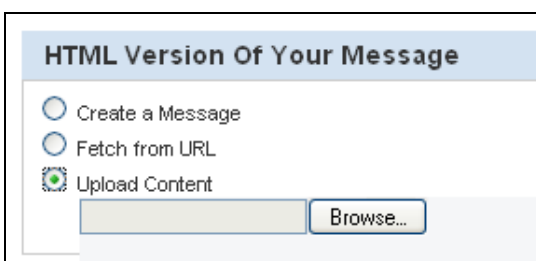 HTML Version Of Your Message
Create a Message
Fetch from URL
Upload Content
Browse...